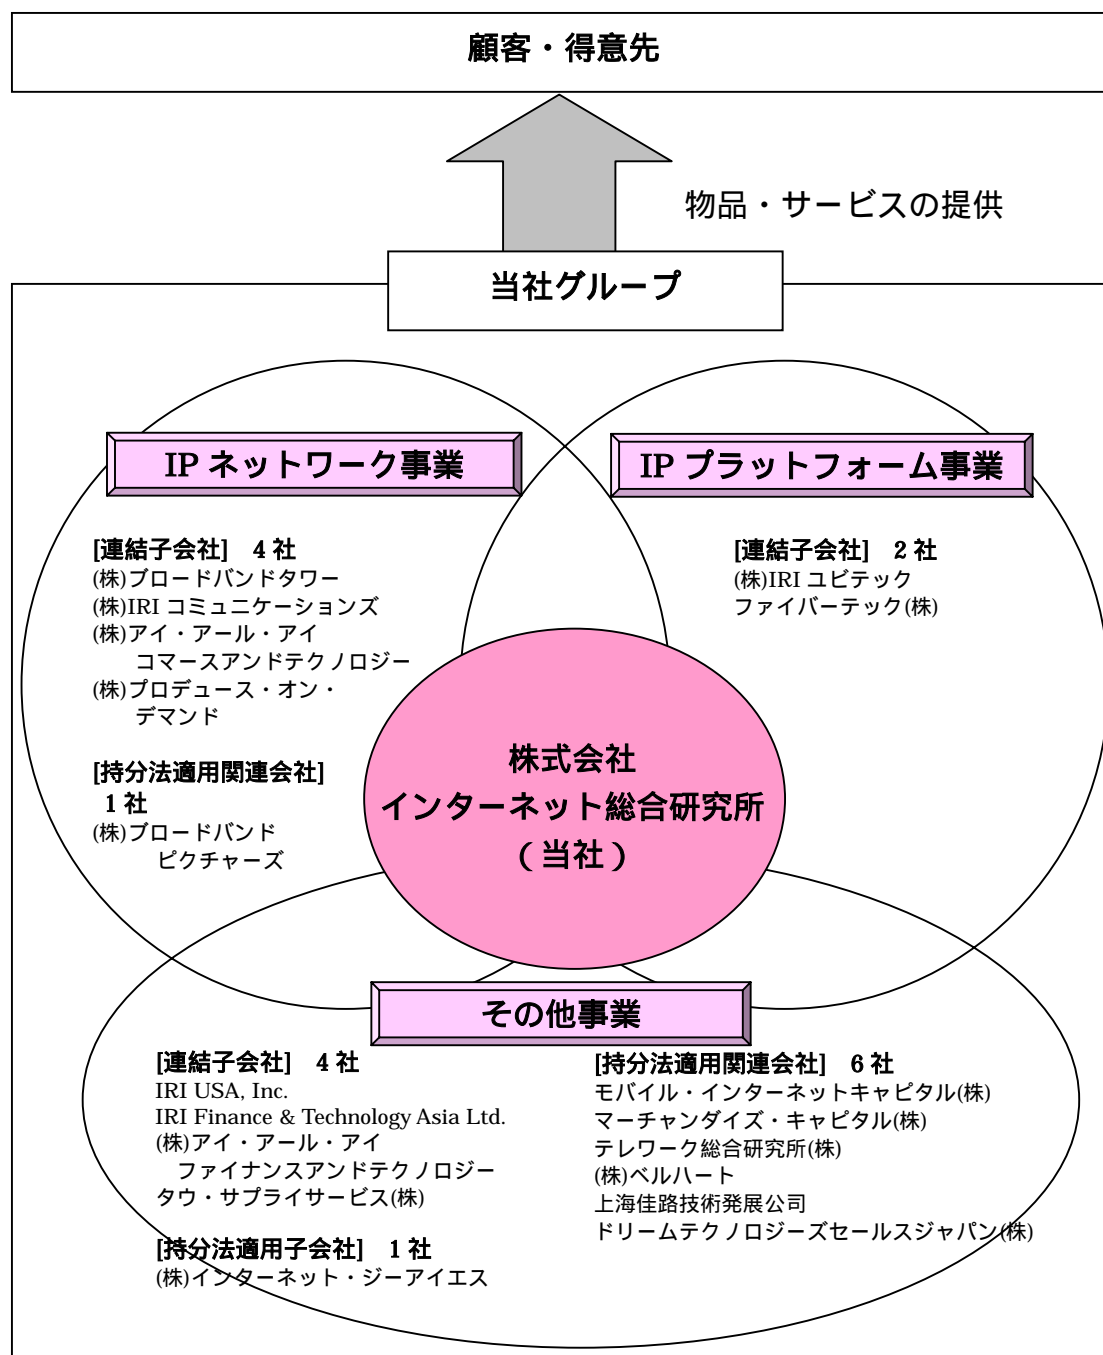 顧客・得意先
物品・サービスの提供
当社グループ
IP ネットワーク事業
[連結子会社] 4 社
(株)ブロードバンドタワー
(株)IRI コミュニケーションズ
(株)アイ・アール・アイ
コマースアンドテクノロジー
(株)プロデュース・オン・
デマンド
[持分法適用関連会社]
1 社
(株)ブロードバンド
ピクチャーズ
IP プラットフォーム事業
[連結子会社] 2 社
(株)IRI ユビテック
ファイバーテック(株)
株式会社
インターネット総合研究所
(当社)
その他事業
[連結子会社] 4 社
IRI USA, Inc.
IRI Finance & Technology Asia Ltd.
(株)アイ・アール・アイ
ファイナンスアンドテクノロジー
タウ・サプライサービス(株)
[持分法適用子会社] 1 社
(株)インターネット・ジーアイエス
[持分法適用関連会社] 6 社
モバイル・インターネットキャピタル(株)
マーチャンダイズ・キャピタル(株)
テレワーク総合研究所(株)
(株)ベルハート
上海佳路技術発展公司
ドリームテクノロジーズセールスジャパン(株)